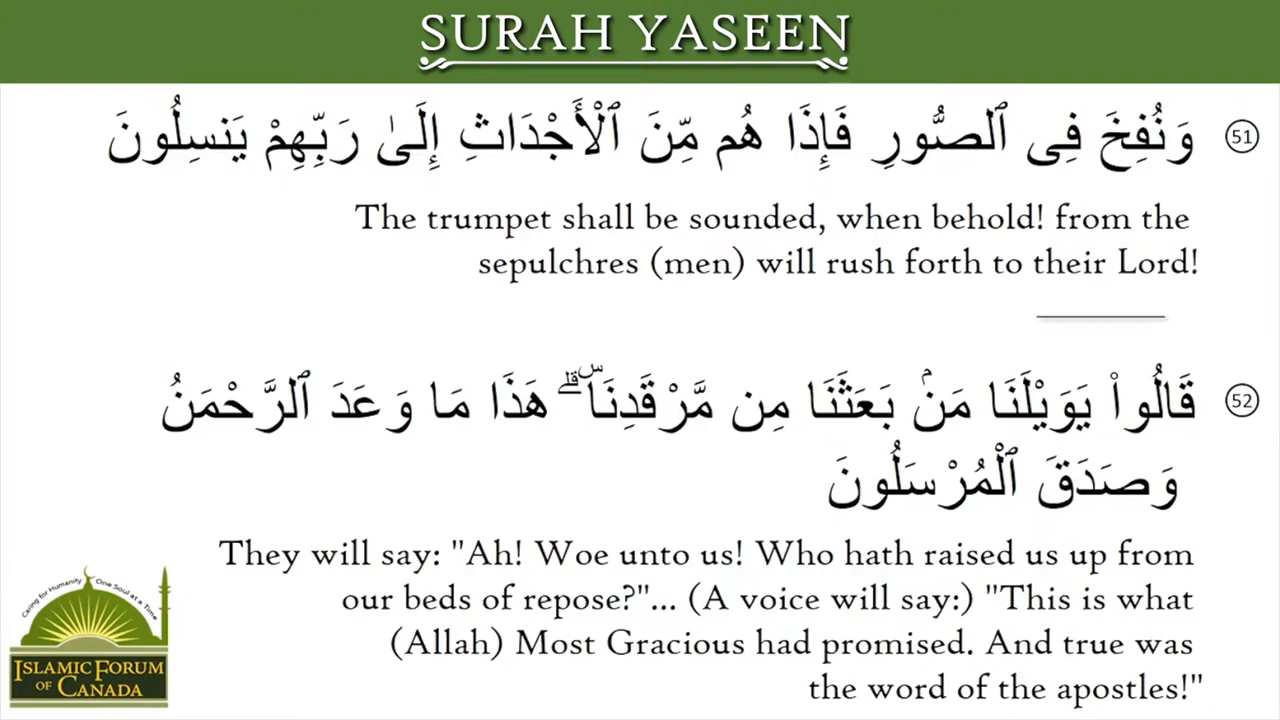 SURAH YASEEN
وَنُفِخَ فِى ٱلصُّورِ فَإِذَا هُم مِّنَ ٱلْأَجْدَاثِ إِلَىٰ رَبِّهِمْ يَنسِلُونَ 51
The trumpet shall be sounded, when behold! from the
sepulchres (men) will rush forth to their Lord!
قَالُوا۟ يَوَيْلَنَا مَنۢ بَعَثَنَا مِن مَّرْقَدِنَا ۜ ۗ هَذَا مَا وَعَدَ ٱلرَّحْمَنُ 52
وَصَدَقَ ٱلْمُرْسَلُونَ
They will say: "Ah! Woe unto us! Who hath raised us up from
our beds of repose?"... (A voice will say:) "This is what
(Allah) Most Gracious had promised. And true was
the word of the apostles!"
Caring for Humanity One Soul at a Time
ISLAMIC FORUM
OF CANADA